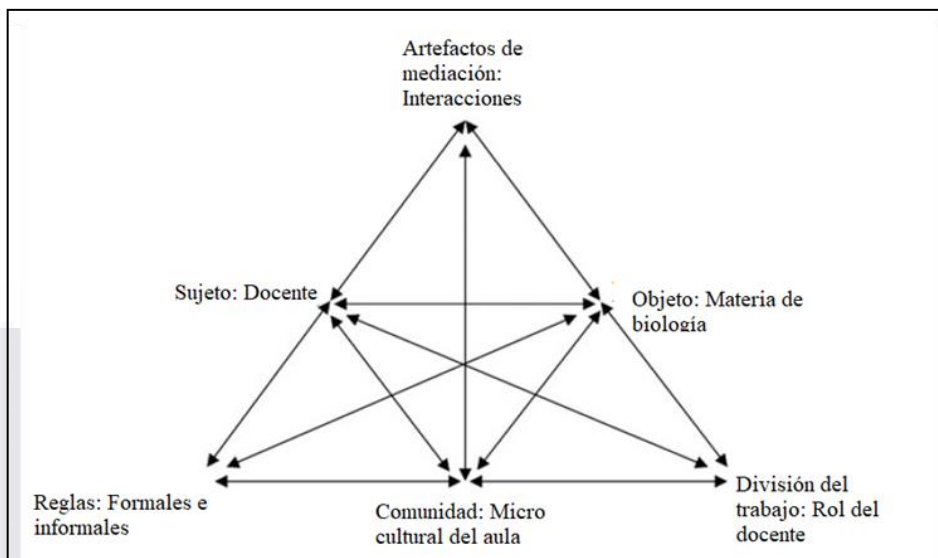 Artefactos de
mediación:
Interacciones
Sujeto: Docente
Objeto: Materia de
biología
Reglas: Formales e
informales
Comunidad: Micro
cultural del aula
División del
trabajo: Rol del
docente